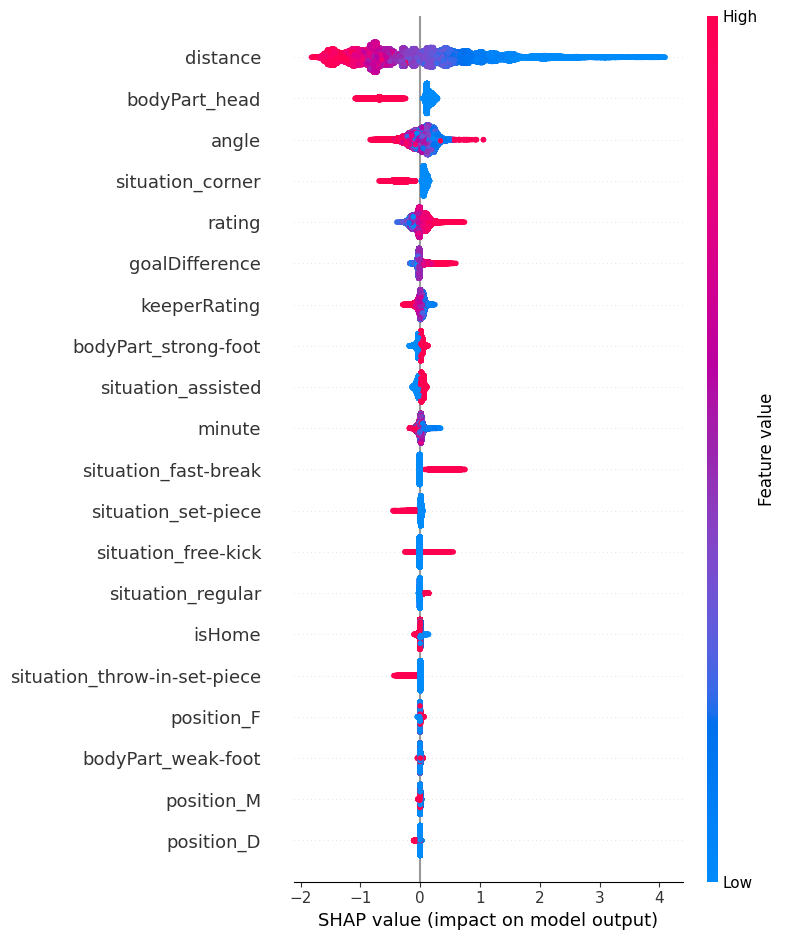 High
distance
bodyPart_head
angle
situation_corner
rating
goalDifference
keeperRating
bodyPart_strong-foot
situation_assisted
minute
situation_fast-break
situation_set-piece
situation_free-kick
situation_regular
isHome
situation_throw-in-set-piece
position_F
bodyPart_weak-foot
position_M
position_D
Feature value
Low
−2 −1 0 1 2 3 4
SHAP value (impact on model output)